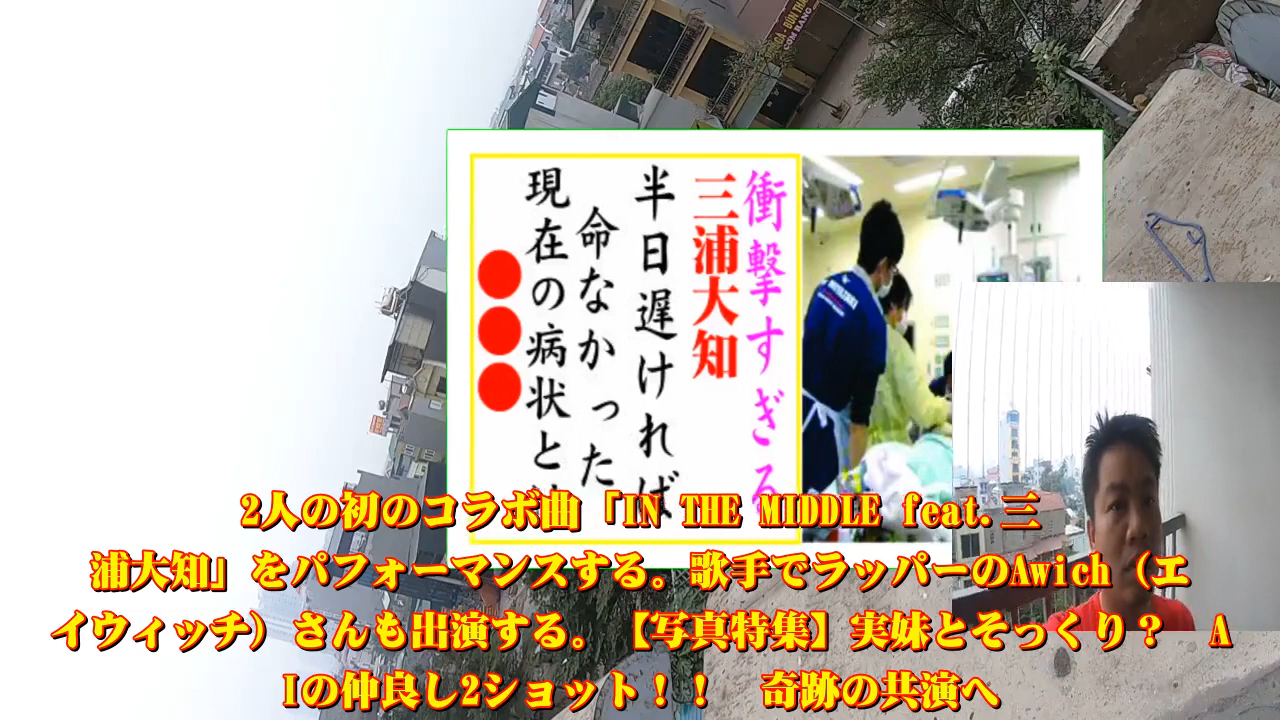 GÀ - BÚN THA
COM RANG
衝撃すぎる
三浦大知
半日遅ければ
命なかった
現在の病状と
●●●
2人の初のコラボ曲「IN THE MIDDLE feat.三
浦大知」をパフォーマンスする。歌手でラッパーのAwich（エ
イウィッチ）さんも出演する。【写真特集】実妹とそっくり？　A
Iの仲良し2ショット！！　奇跡の共演へ